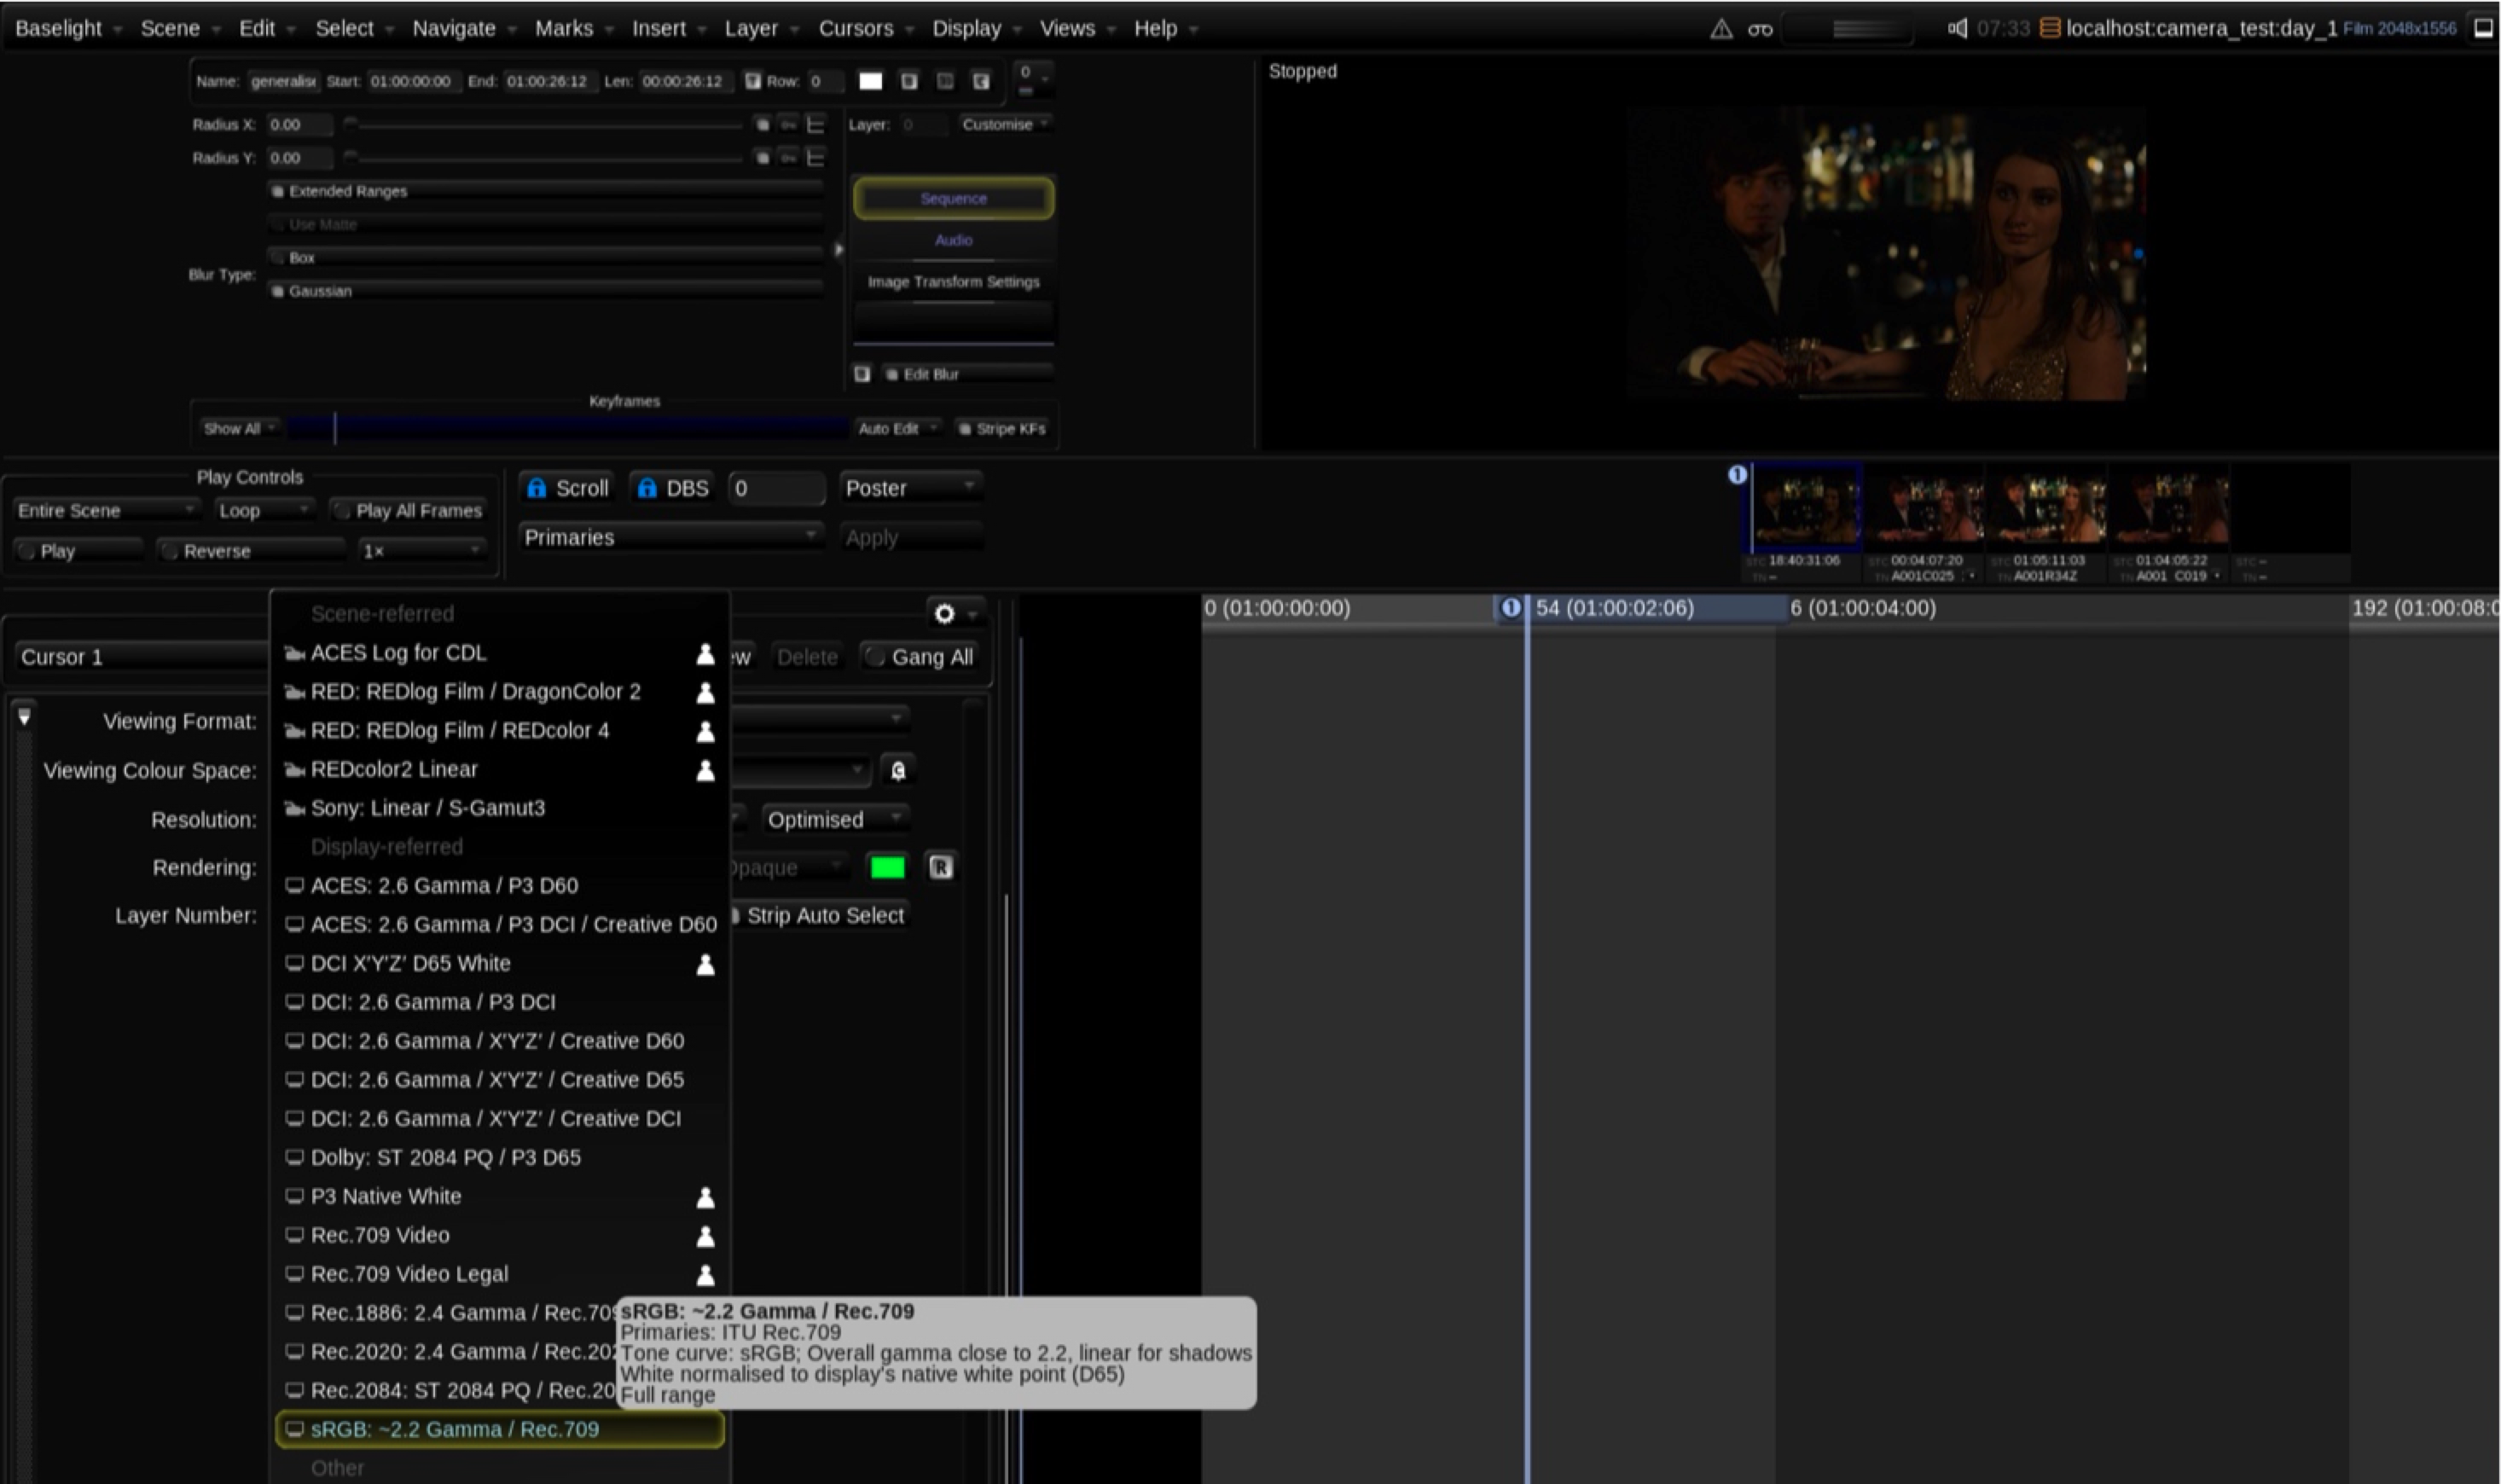 Baselight Scene Edit Select Navigate Marks Insert Layer Cursors Display Views Help 07:33 localhost:camera_test:day_1 Film 2048x1556
Name: generalis Start: 01:00:00:00 End: 01:00:26:12 Len: 00:00:26:12 Row: 0 0
Stopped
Radius X: 0.00 Layer: 0 Customise
Radius Y: 0.00
Extended Ranges
Sequence
Use Matte
Audio
Box
Blur Type:
Image Transform Settings
Gaussian
Edit Blur
Keyframes
Show All Auto Edit Stripe KFs
Play Controls
Scroll DBS 0 Poster
Entire Scene Loop Play All Frames
Primaries Apply
Play Reverse 1x
1
STC 18:40:31:06 STC 00:04:07:20 STC 01:05:11:03 STC 01:04:05:22 STC –
TN – TN A001C025 TN A001R34Z TN A001 C019 TN –
0 (01:00:00:00) 1 54 (01:00:02:06) 6 (01:00:04:00) 192 (01:00:08:0
Cursor 1 ew Delete Gang All
Viewing Format:
Viewing Colour Space:
Resolution: Optimised
Rendering: Opaque R
Layer Number: Strip Auto Select
Scene-referred
ACES Log for CDL
RED: REDlog Film / DragonColor 2
RED: REDlog Film / REDcolor 4
REDcolor2 Linear
Sony: Linear / S-Gamut3
Display-referred
ACES: 2.6 Gamma / P3 D60
ACES: 2.6 Gamma / P3 DCI / Creative D60
DCI X'Y'Z' D65 White
DCI: 2.6 Gamma / P3 DCI
DCI: 2.6 Gamma / X'Y'Z' / Creative D60
DCI: 2.6 Gamma / X'Y'Z' / Creative D65
DCI: 2.6 Gamma / X'Y'Z' / Creative DCI
Dolby: ST 2084 PQ / P3 D65
P3 Native White
Rec.709 Video
Rec.709 Video Legal
Rec.1886: 2.4 Gamma / Rec.709
Rec.2020: 2.4 Gamma / Rec.202
Rec.2084: ST 2084 PQ / Rec.20
sRGB: ~2.2 Gamma / Rec.709
Other
sRGB: ~2.2 Gamma / Rec.709
Primaries: ITU Rec.709
Tone curve: sRGB; Overall gamma close to 2.2, linear for shadows
White normalised to display's native white point (D65)
Full range